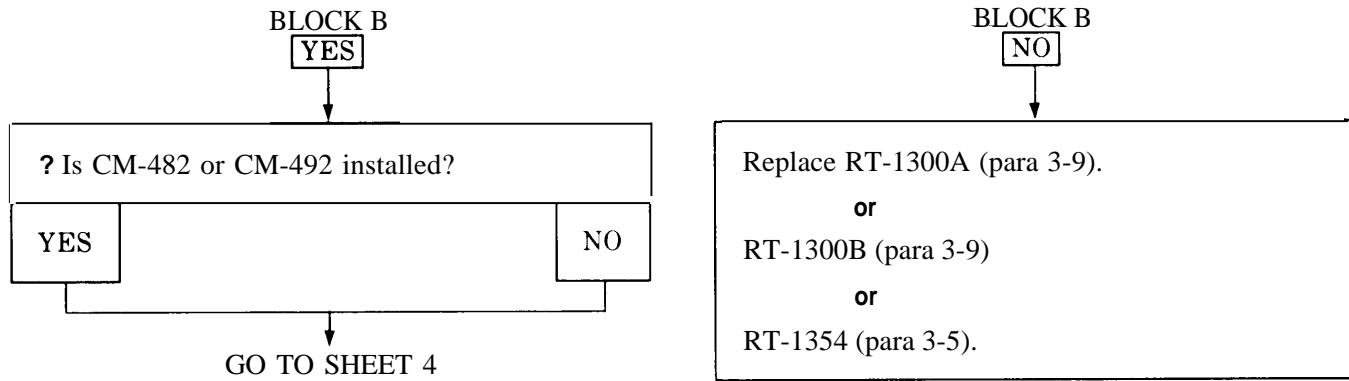 BLOCK B
YES
? Is CM-482 or CM-492 installed?
YES
NO
GO TO SHEET 4
BLOCK B
NO
Replace RT-1300A (para 3-9).
or
RT-1300B (para 3-9)
or
RT-1354 (para 3-5).